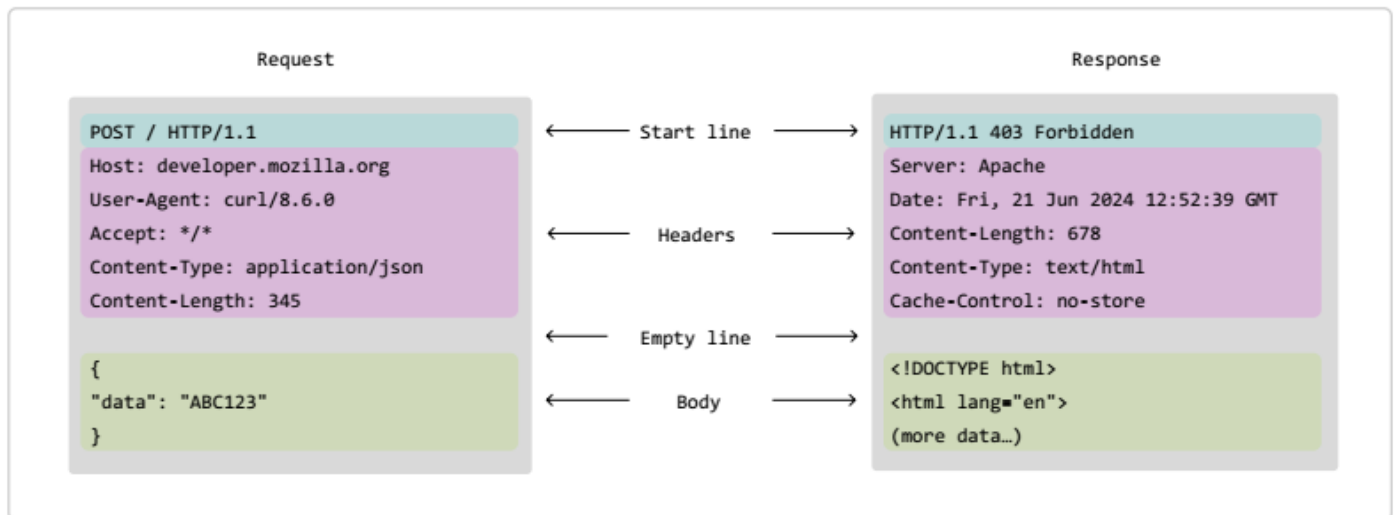 Request
Response
POST / HTTP/1.1
Host: developer.mozilla.org
User-Agent: curl/8.6.0
Accept: */*
Content-Type: application/json
Content-Length: 345
{
"data": "ABC123"
}
Start line
Headers
Empty line
Body
HTTP/1.1 403 Forbidden
Server: Apache
Date: Fri, 21 Jun 2024 12:52:39 GMT
Content-Length: 678
Content-Type: text/html
Cache-Control: no-store
<!DOCTYPE html>
<html lang="en">
(more data…)